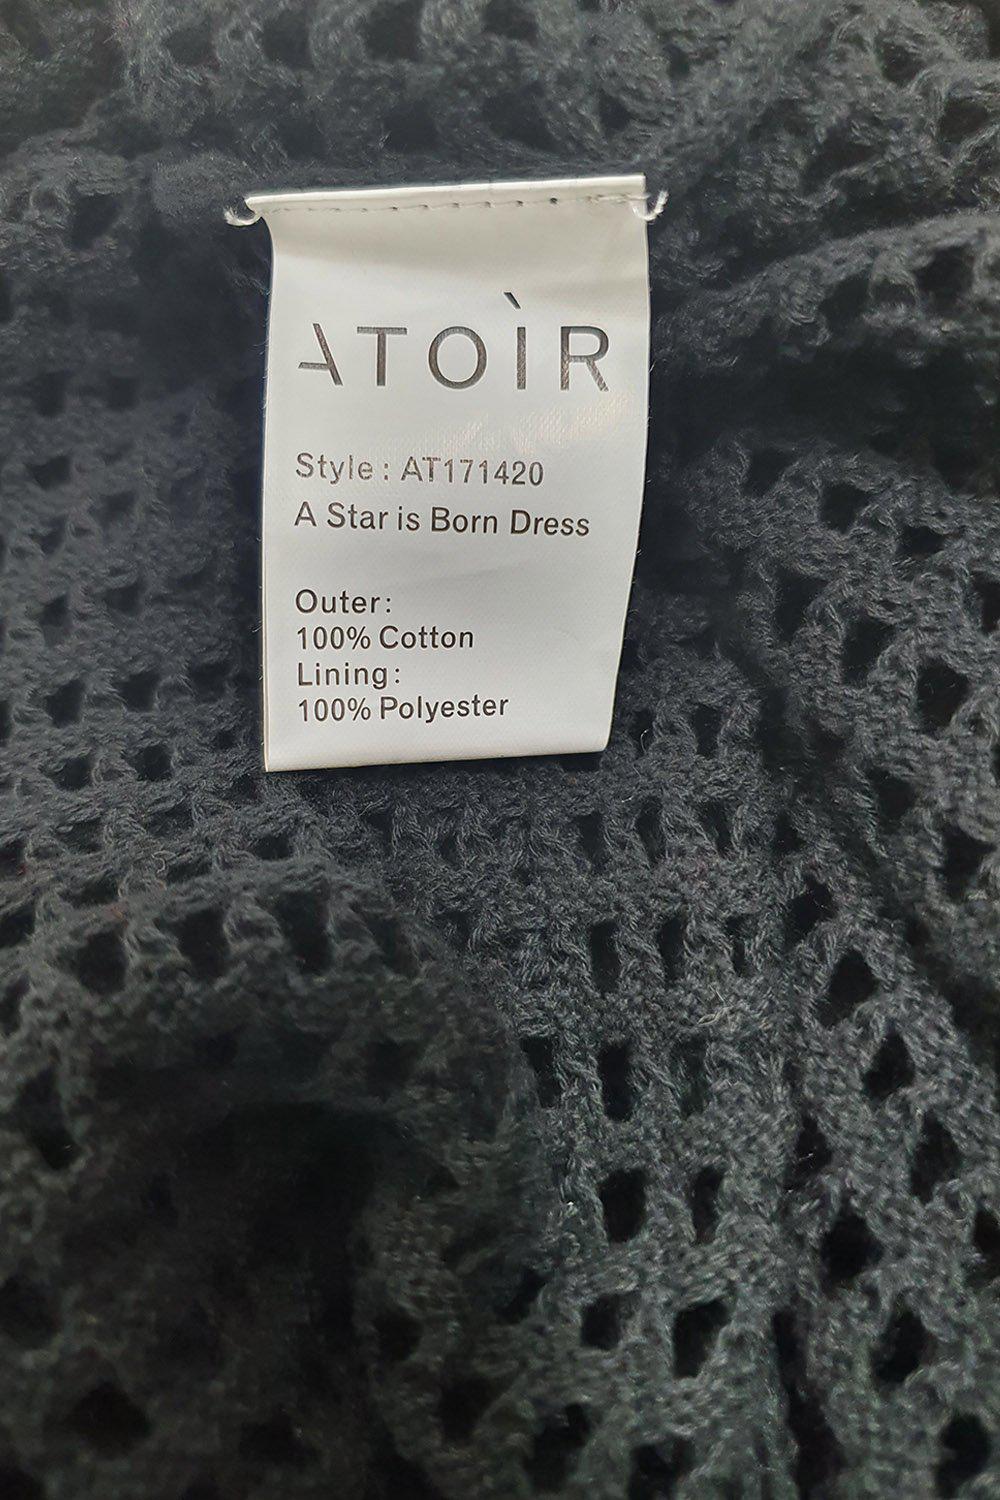 ATOÌR
Style : AT171420
A Star is Born Dress
Outer:
100% Cotton
Lining:
100% Polyester